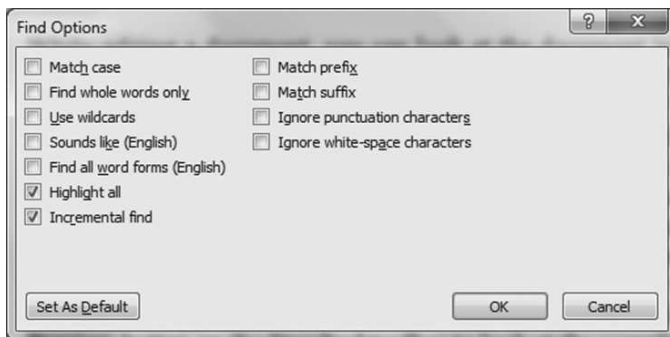 Find Options
Match case
Find whole words only
Use wildcards
Sounds like (English)
Find all word forms (English)
Highlight all
Incremental find
Match prefix
Match suffix
Ignore punctuation characters
Ignore white-space characters
Set As Default
OK
Cancel